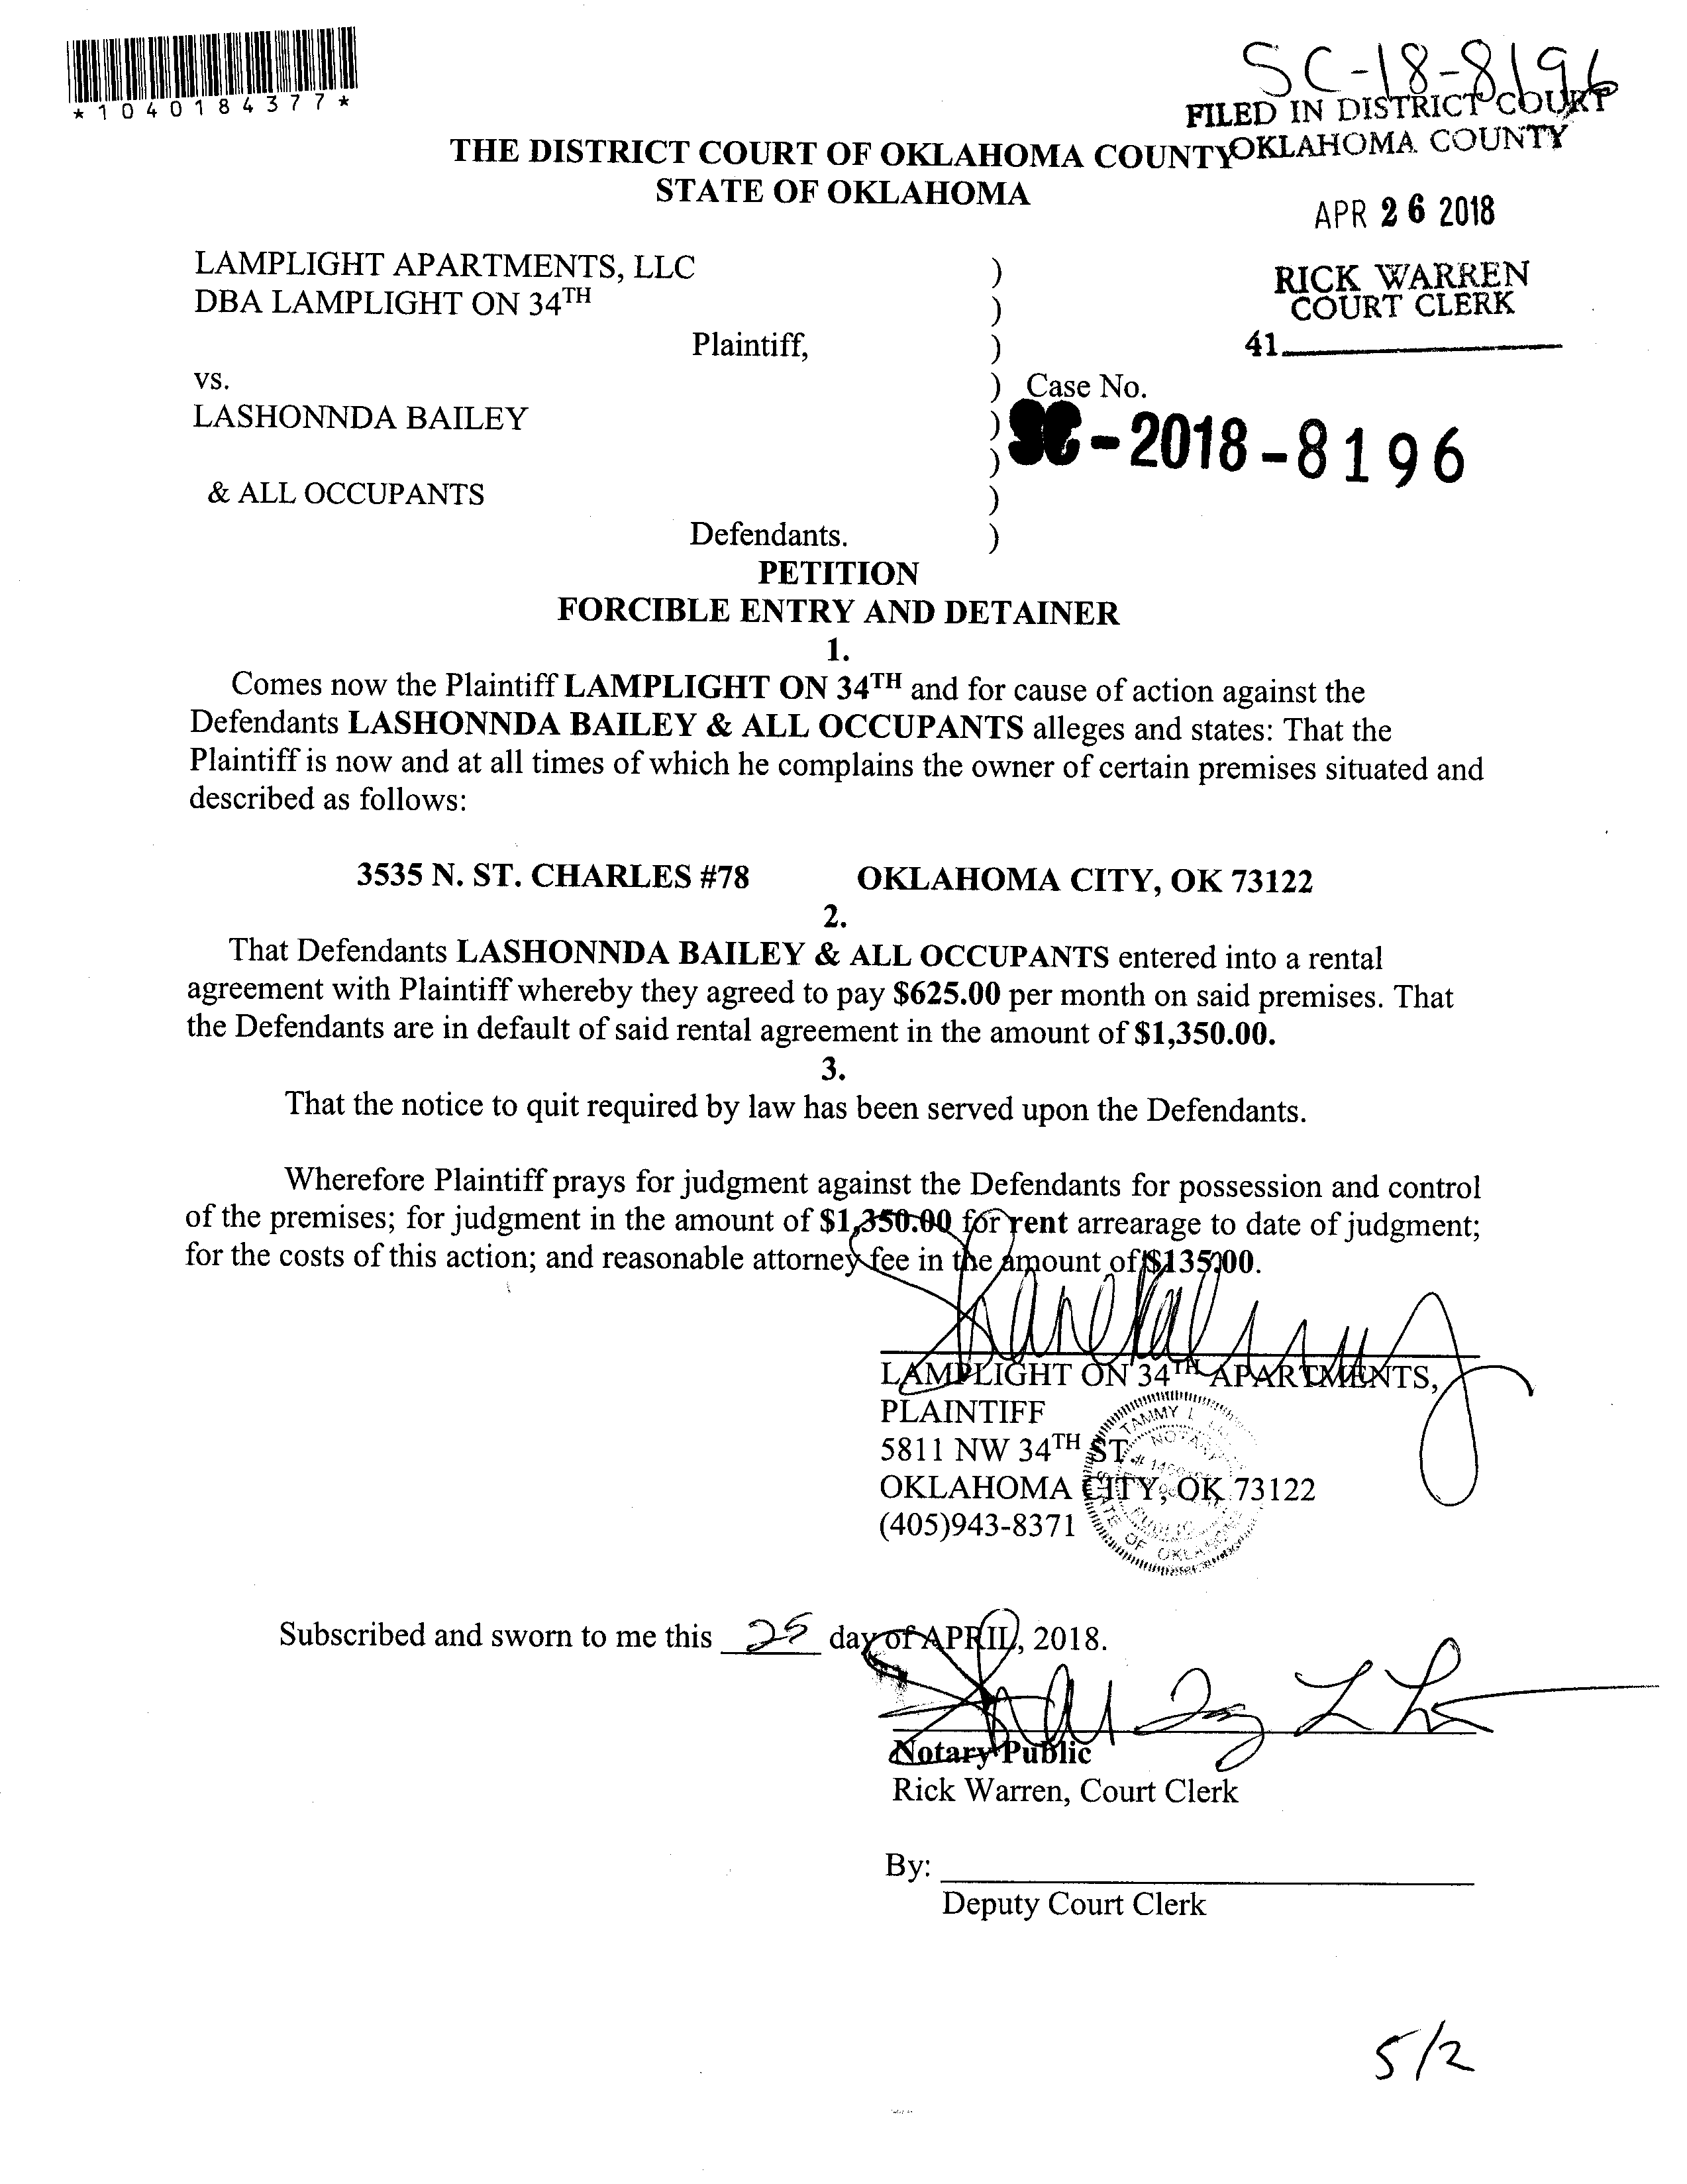 *1040184377*
SC-18-8196
FILED IN DISTRICT COURT
OKLAHOMA COUNTY
THE DISTRICT COURT OF OKLAHOMA COUNTY
STATE OF OKLAHOMA
APR 26 2018
RICK WARREN
COURT CLERK
41
LAMPLIGHT APARTMENTS, LLC )
DBA LAMPLIGHT ON 34TH )
Plaintiff, )
vs. ) Case No.
LASHONNDA BAILEY )
) SC-2018-8196
& ALL OCCUPANTS )
Defendants. )
PETITION
FORCIBLE ENTRY AND DETAINER
1.
Comes now the Plaintiff LAMPLIGHT ON 34TH and for cause of action against the
Defendants LASHONNDA BAILEY & ALL OCCUPANTS alleges and states: That the
Plaintiff is now and at all times of which he complains the owner of certain premises situated and
described as follows:
3535 N. ST. CHARLES #78 OKLAHOMA CITY, OK 73122
2.
That Defendants LASHONNDA BAILEY & ALL OCCUPANTS entered into a rental
agreement with Plaintiff whereby they agreed to pay $625.00 per month on said premises. That
the Defendants are in default of said rental agreement in the amount of $1,350.00.
3.
That the notice to quit required by law has been served upon the Defendants.
Wherefore Plaintiff prays for judgment against the Defendants for possession and control
of the premises; for judgment in the amount of $1,350.00 for rent arrearage to date of judgment;
for the costs of this action; and reasonable attorney fee in the amount of $135.00.
LAMPLIGHT ON 34TH APARTMENTS,
PLAINTIFF
5811 NW 34TH ST.
OKLAHOMA CITY, OK 73122
(405)943-8371
TAMMY L
NOTARY
PUBLIC
STATE OF OKLAHOMA
Subscribed and sworn to me this 25 day of APRIL, 2018.
Notary Public
Rick Warren, Court Clerk
By:
Deputy Court Clerk
5/2